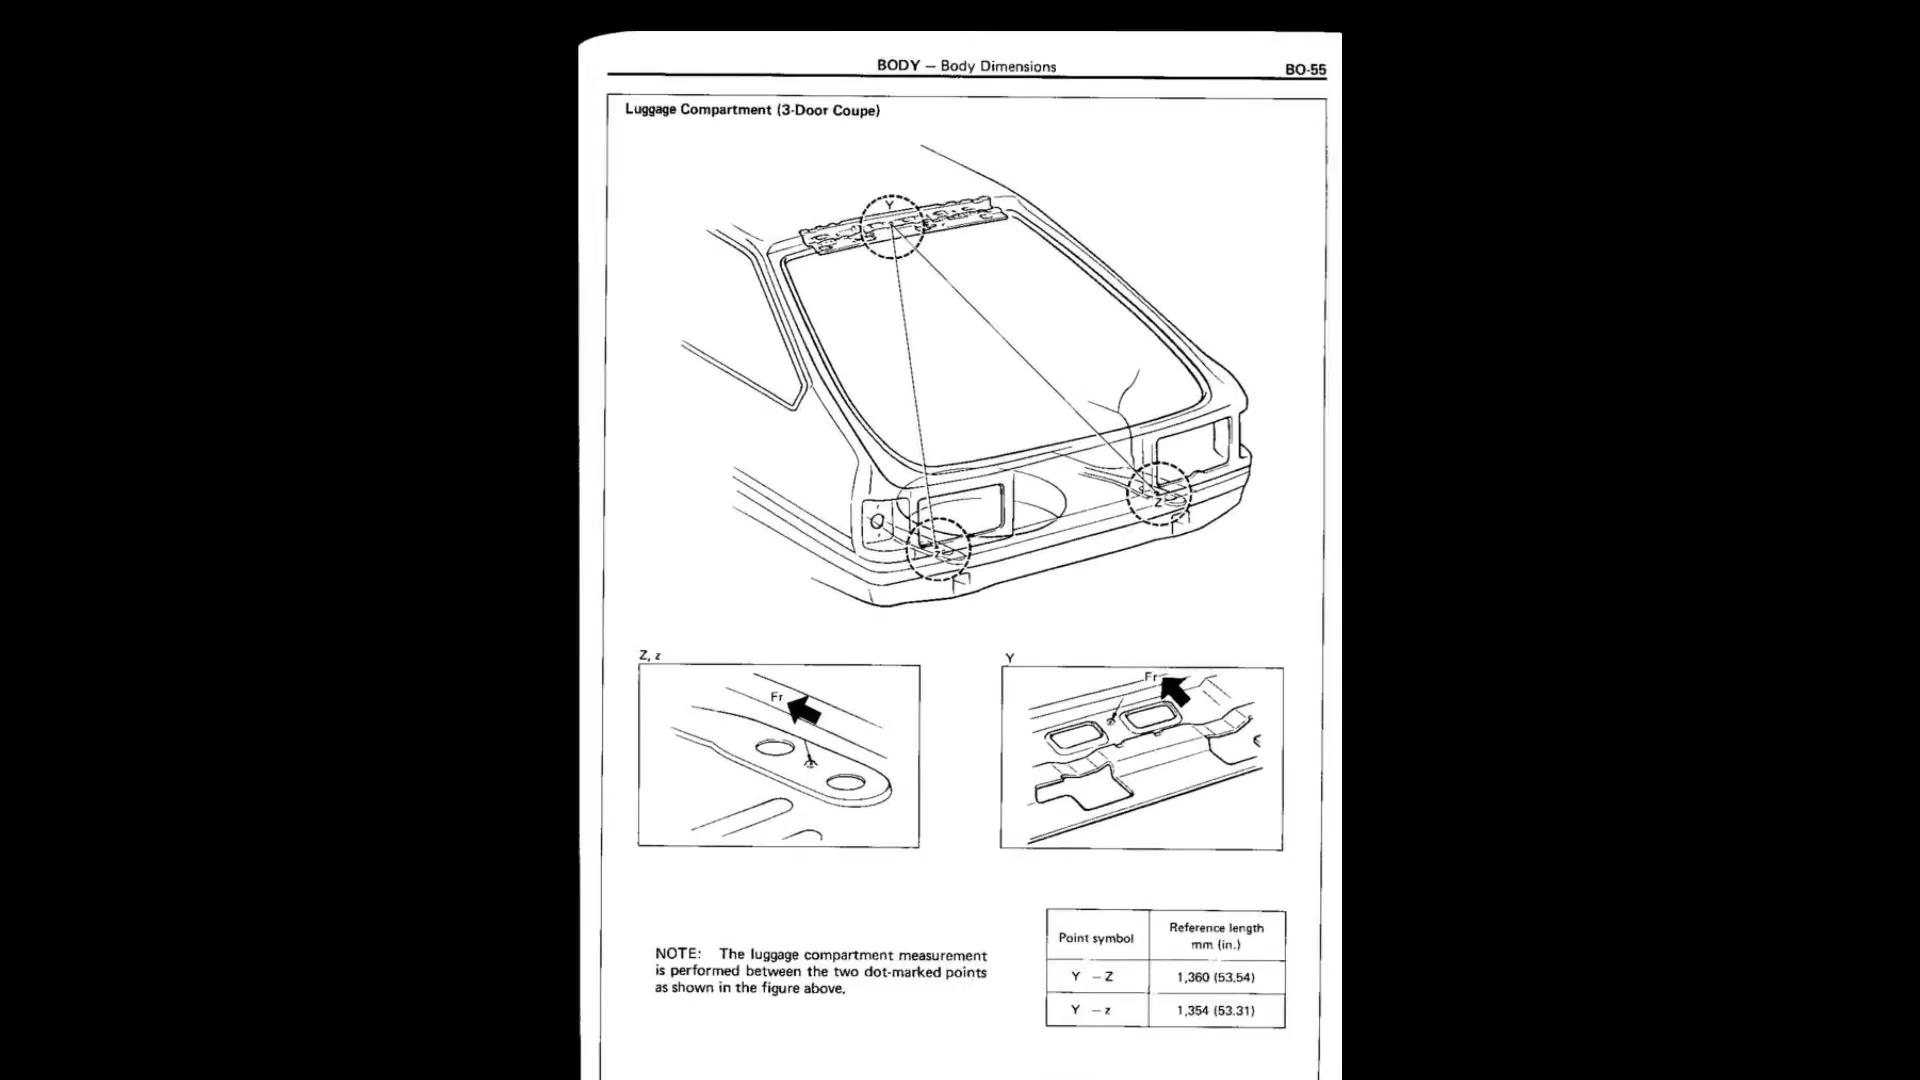 BODY – Body Dimensions
BO-55
Luggage Compartment (3-Door Coupe)
Y
Z
z
Z, z
Fr
Y
Fr
NOTE: The luggage compartment measurement
is performed between the two dot-marked points
as shown in the figure above.
Point symbol
Reference length
mm (in.)
Y – Z
1,360 (53.54)
Y – z
1,354 (53.31)